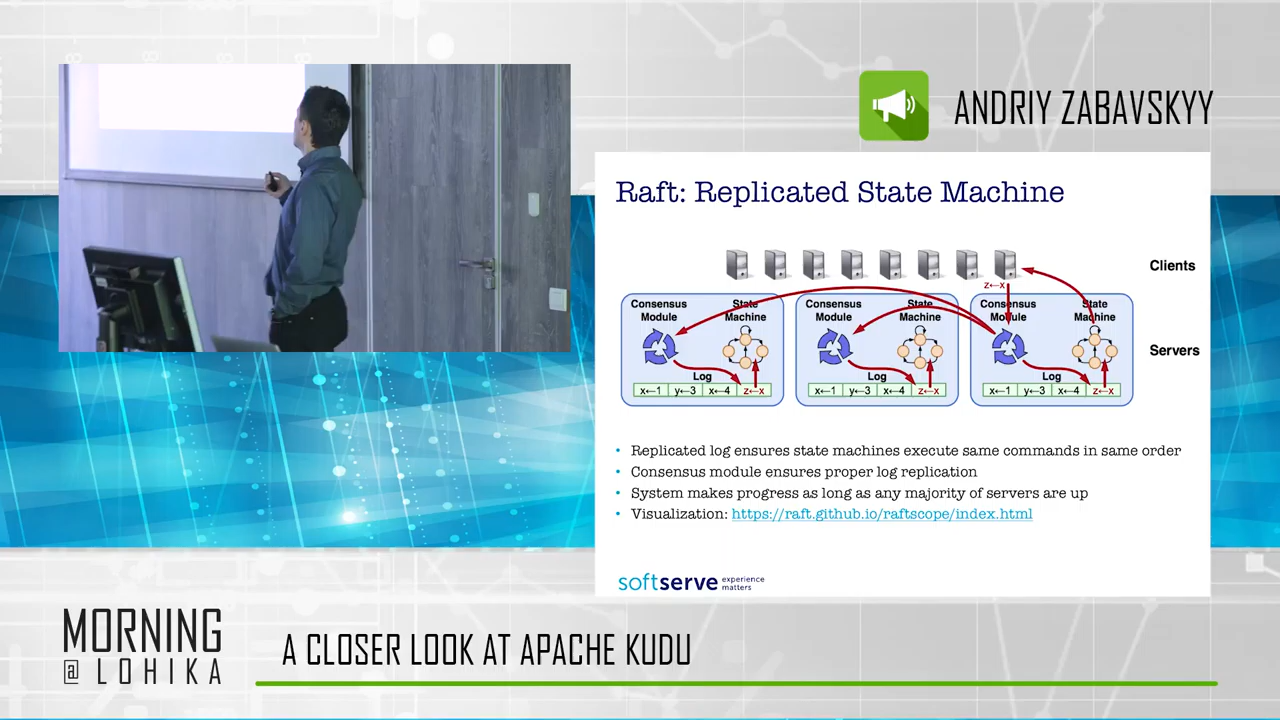 ANDRIY ZABAVSKYY
Raft: Replicated State Machine
Clients
z←x
Consensus Module
State Machine
Consensus Module
State Machine
Consensus Module
State Machine
Servers
Log
Log
Log
x←1 y←3 x←4 z←x
x←1 y←3 x←4 z←x
x←1 y←3 x←4 z←x
• Replicated log ensures state machines execute same commands in same order
• Consensus module ensures proper log replication
• System makes progress as long as any majority of servers are up
• Visualization: https://raft.github.io/raftscope/index.html
softserve experience matters
MORNING
@ LOHIKA
A CLOSER LOOK AT APACHE KUDU